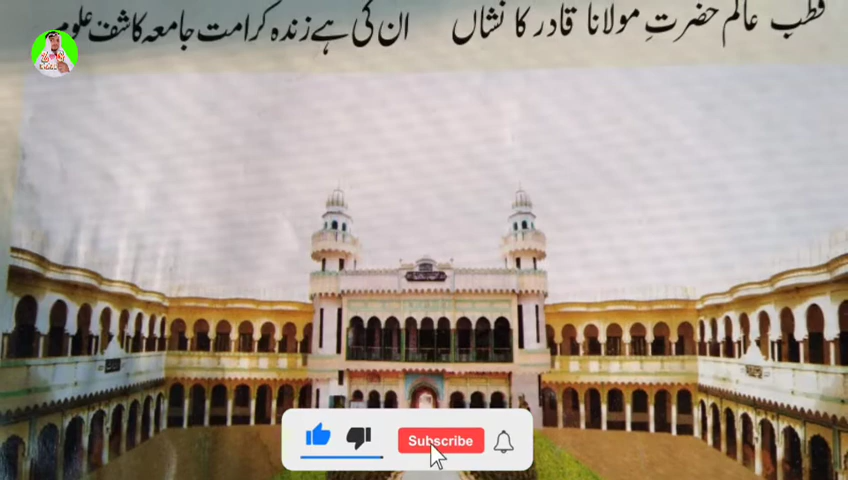 قطب عالم حضرتِ مولانا قادر کا نشاں ان کی ہے زندہ کرامت جامعہ کاشف علوم
Subscribe